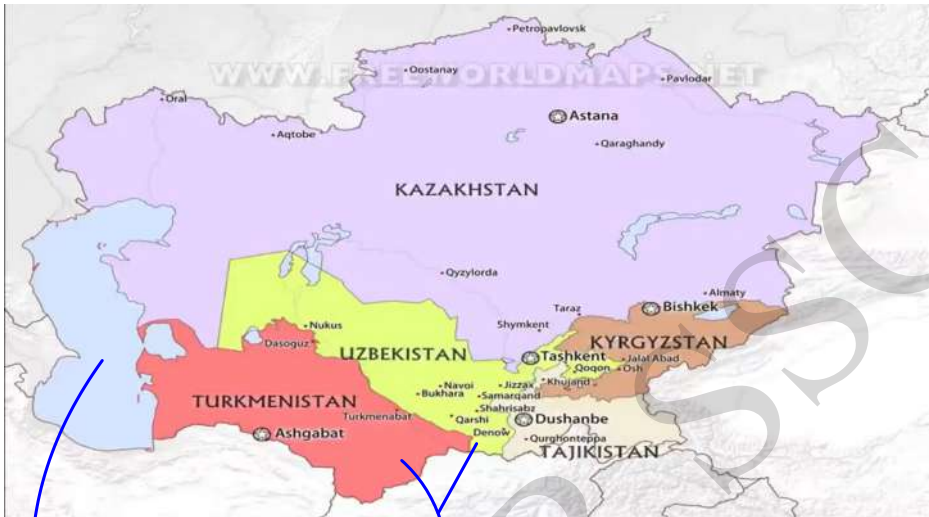 Petropavlovsk
WWW.FREEWORLDMAPS.NET
Oostanay
Pavlodar
Oral
Astana
Aqtobe
Qaraghandy
KAZAKHSTAN
Qyzylorda
Almaty
Taraz
Bishkek
Shymkent
Nukus
KYRGYZSTAN
Dasoguz
UZBEKISTAN
Tashkent
Jalal Abad
Qoqon
Osh
Khujand
Navoi
Jizzax
Bukhara
Samarqand
TURKMENISTAN
Shahrisabz
Turkmenabat
Qarshi
Dushanbe
Ashgabat
Denow
Qurghonteppa
TAJIKISTAN
SSC